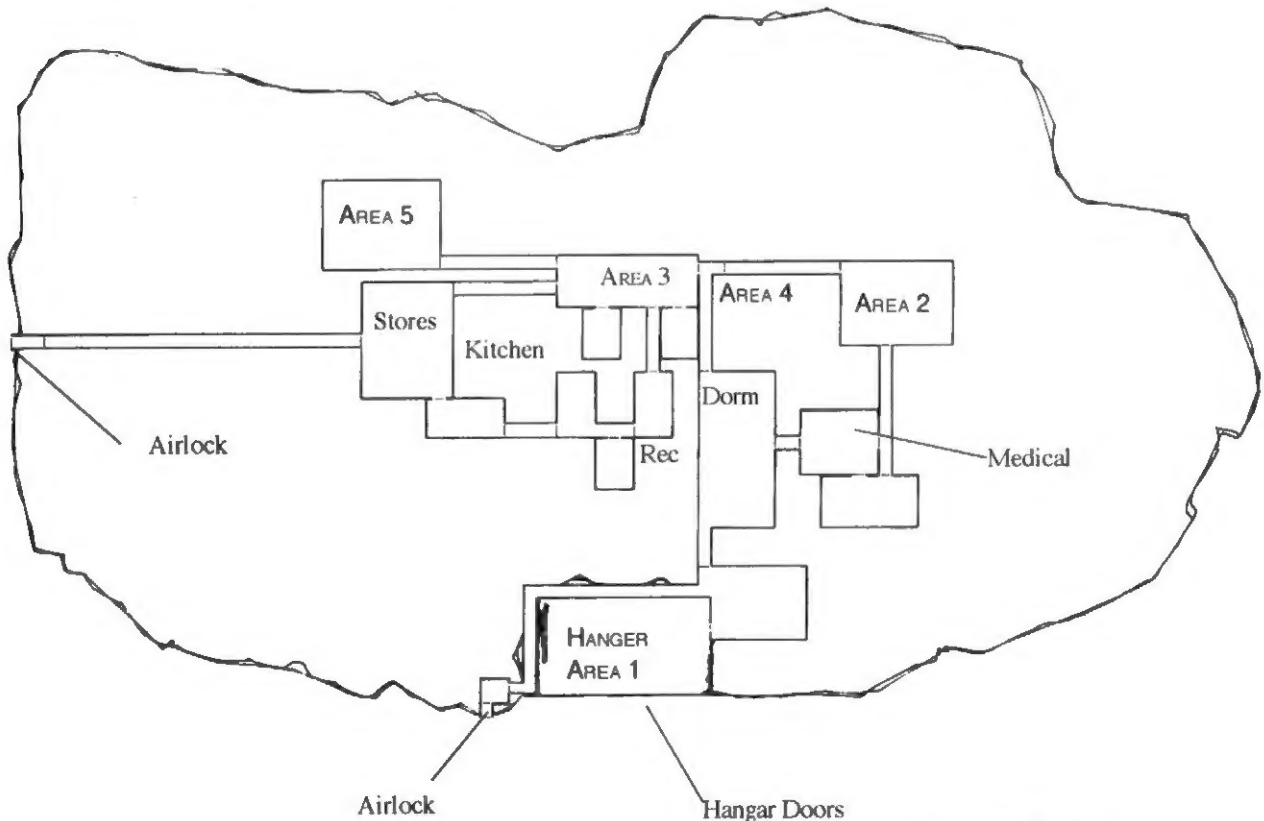 AREA 5
AREA 3
AREA 4
AREA 2
Stores
Kitchen
Dorm
Airlock
Rec
Medical
HANGER
AREA 1
Airlock
Hangar Doors